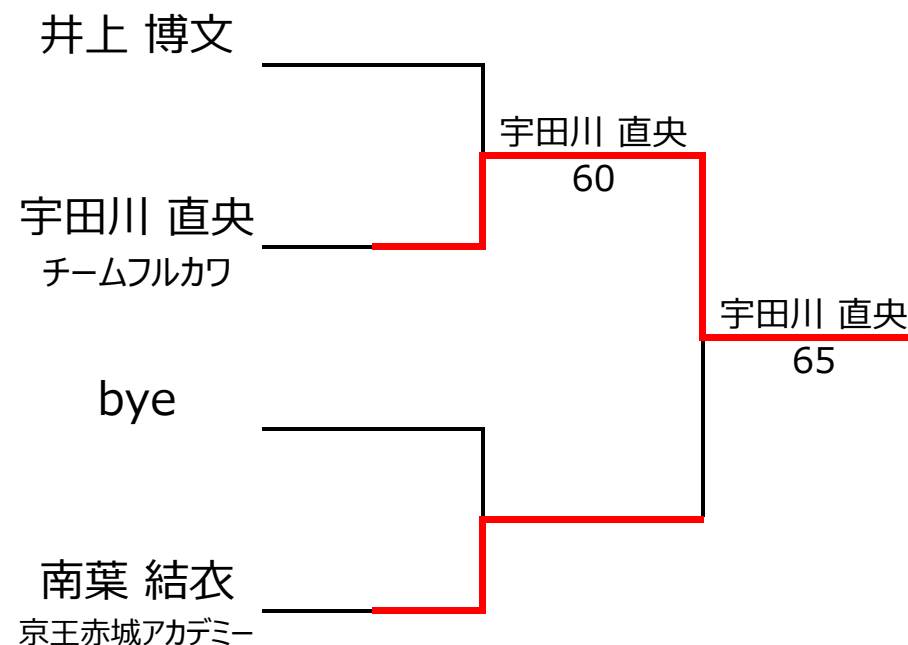 井上 博文
宇田川 直央
60
宇田川 直央
チームフルカワ
宇田川 直央
65
bye
南葉 結衣
京王赤城アカデミー